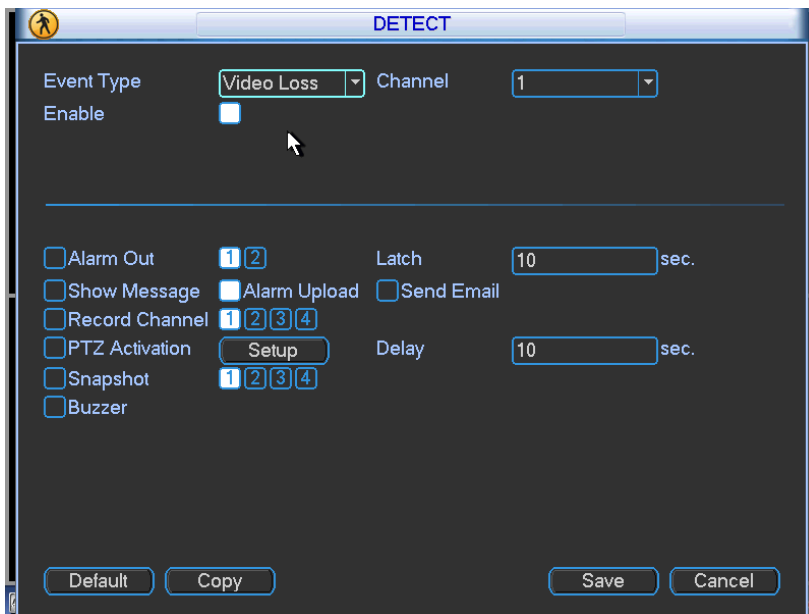 DETECT
Event Type Video Loss Channel 1
Enable
Alarm Out 1 2 Latch 10 sec.
Show Message Alarm Upload Send Email
Record Channel 1 2 3 4
PTZ Activation Setup Delay 10 sec.
Snapshot 1 2 3 4
Buzzer
Default Copy Save Cancel